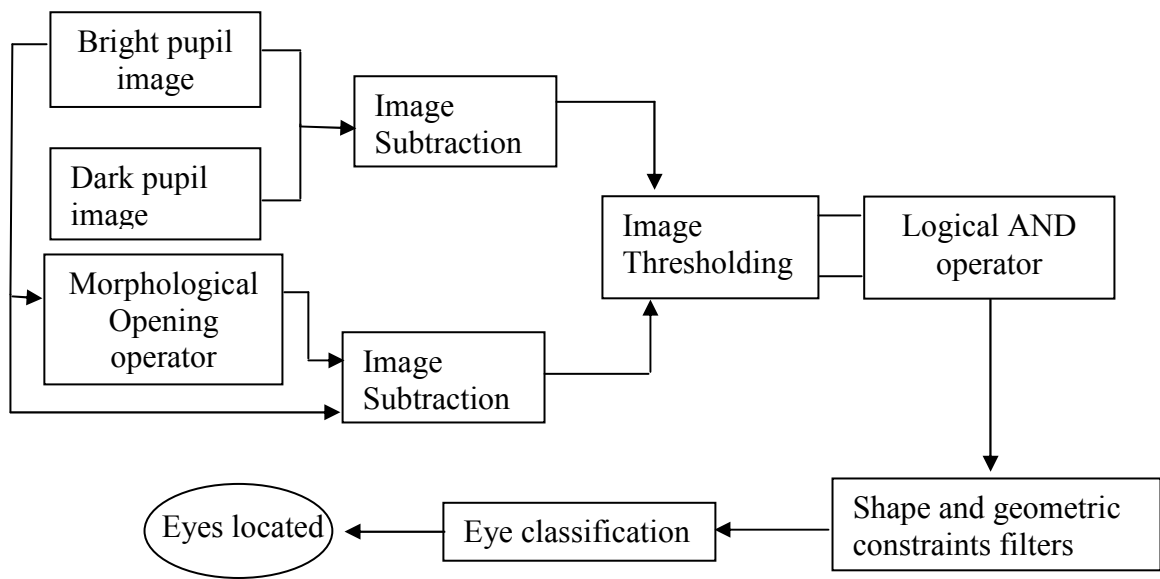 Bright pupil
image
Image
Subtraction
Dark pupil
image
Image
Thresholding
Logical AND
operator
Morphological
Opening
operator
Image
Subtraction
Shape and geometric
constraints filters
Eye classification
Eyes located